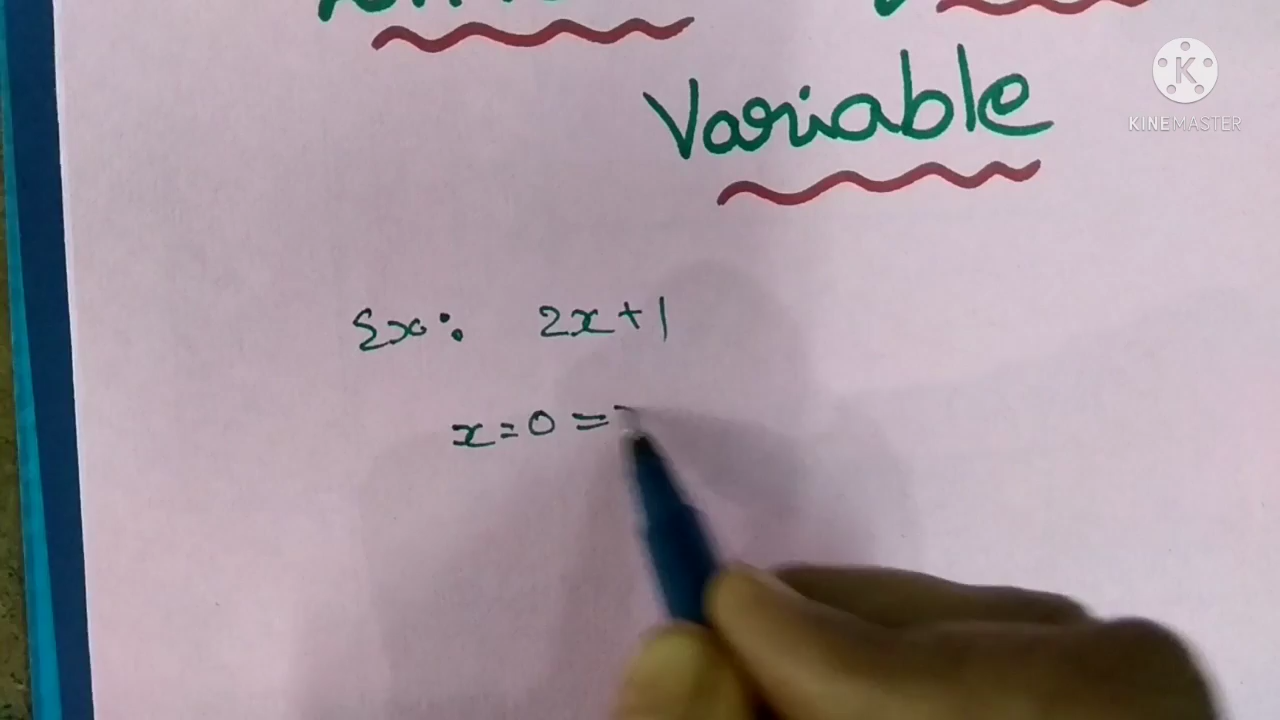 Variable
KINEMASTER
Ex: 2x+1
x=0=